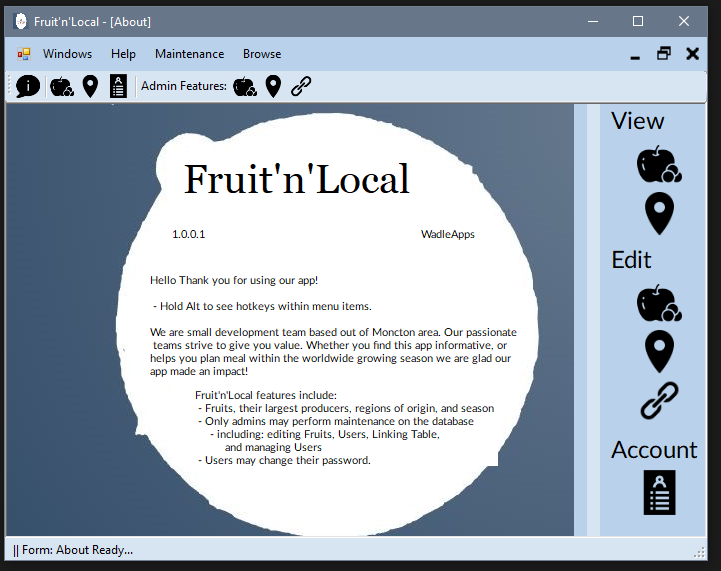 Fruit'n'Local - [About]
Windows Help Maintenance Browse
Admin Features:
Fruit'n'Local
1.0.0.1 WadleApps
Hello Thank you for using our app!
- Hold Alt to see hotkeys within menu items.
We are small development team based out of Moncton area. Our passionate
teams strive to give you value. Whether you find this app informative, or
helps you plan meal within the worldwide growing season we are glad our
app made an impact!
Fruit'n'Local features include:
- Fruits, their largest producers, regions of origin, and season
- Only admins may perform maintenance on the database
- including: editing Fruits, Users, Linking Table,
and managing Users
- Users may change their password.
View
Edit
Account
|| Form: About Ready...